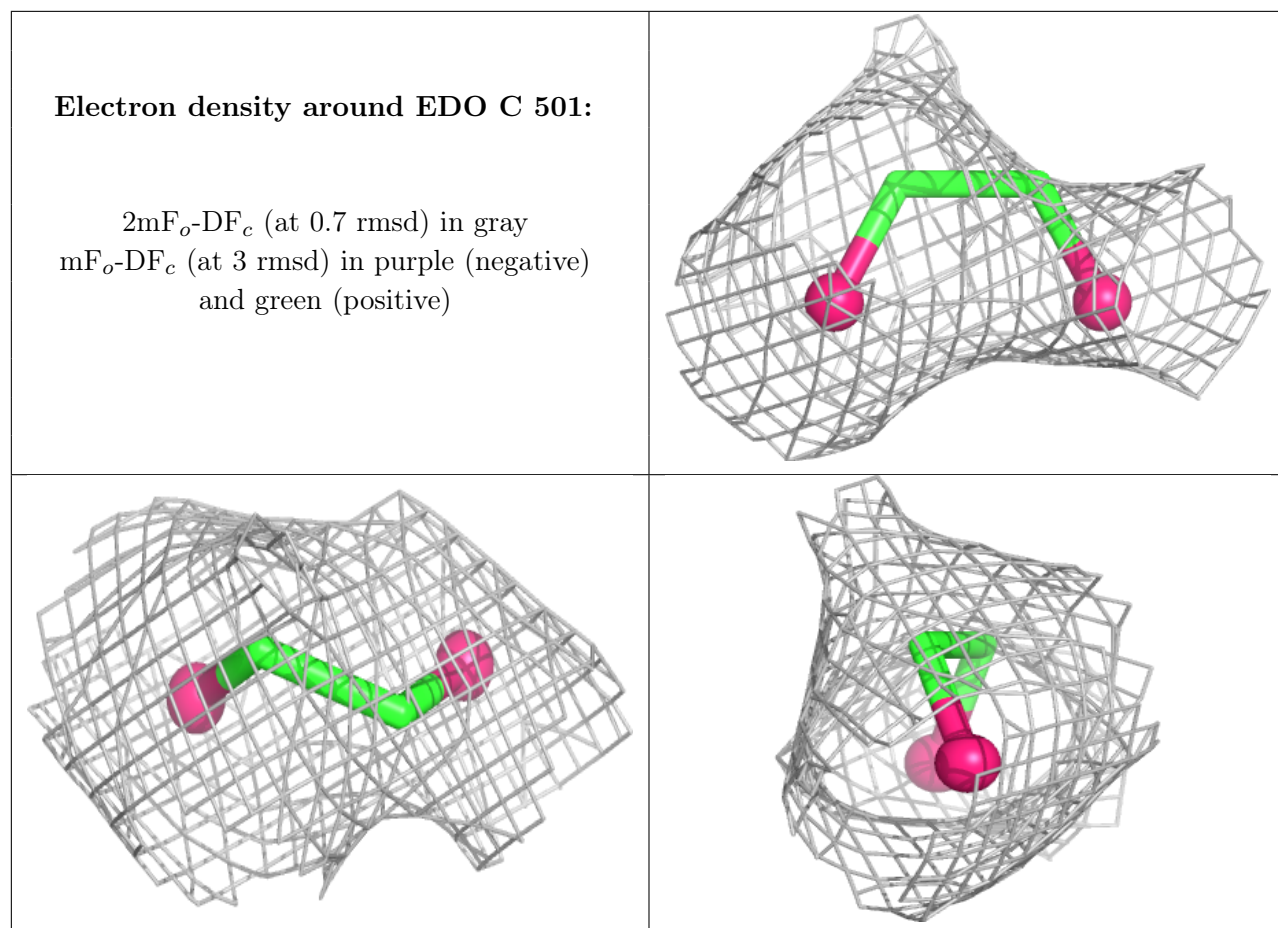 Electron density around EDO C 501:
2mFo-DFc (at 0.7 rmsd) in gray
mFo-DFc (at 3 rmsd) in purple (negative)
and green (positive)